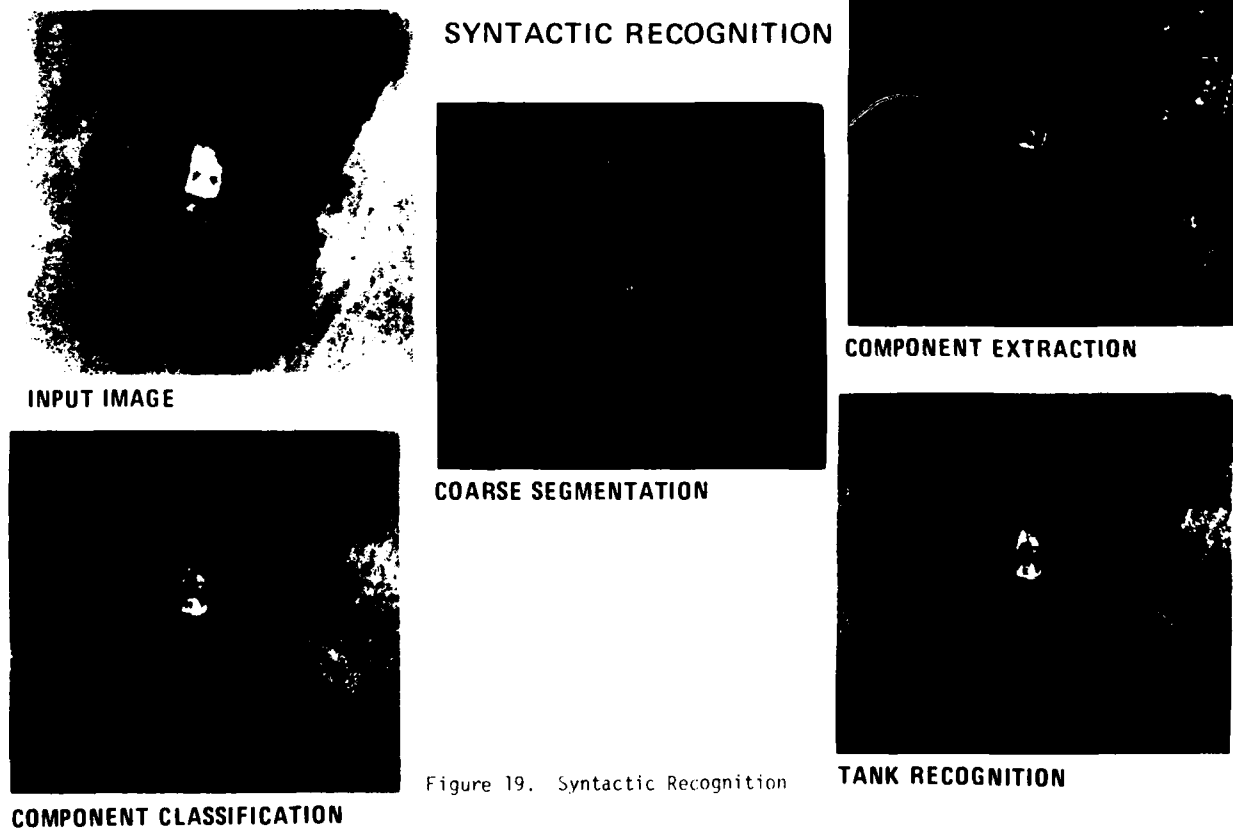 SYNTACTIC RECOGNITION
INPUT IMAGE
COARSE SEGMENTATION
COMPONENT EXTRACTION
COMPONENT CLASSIFICATION
TANK RECOGNITION
Figure 19. Syntactic Recognition